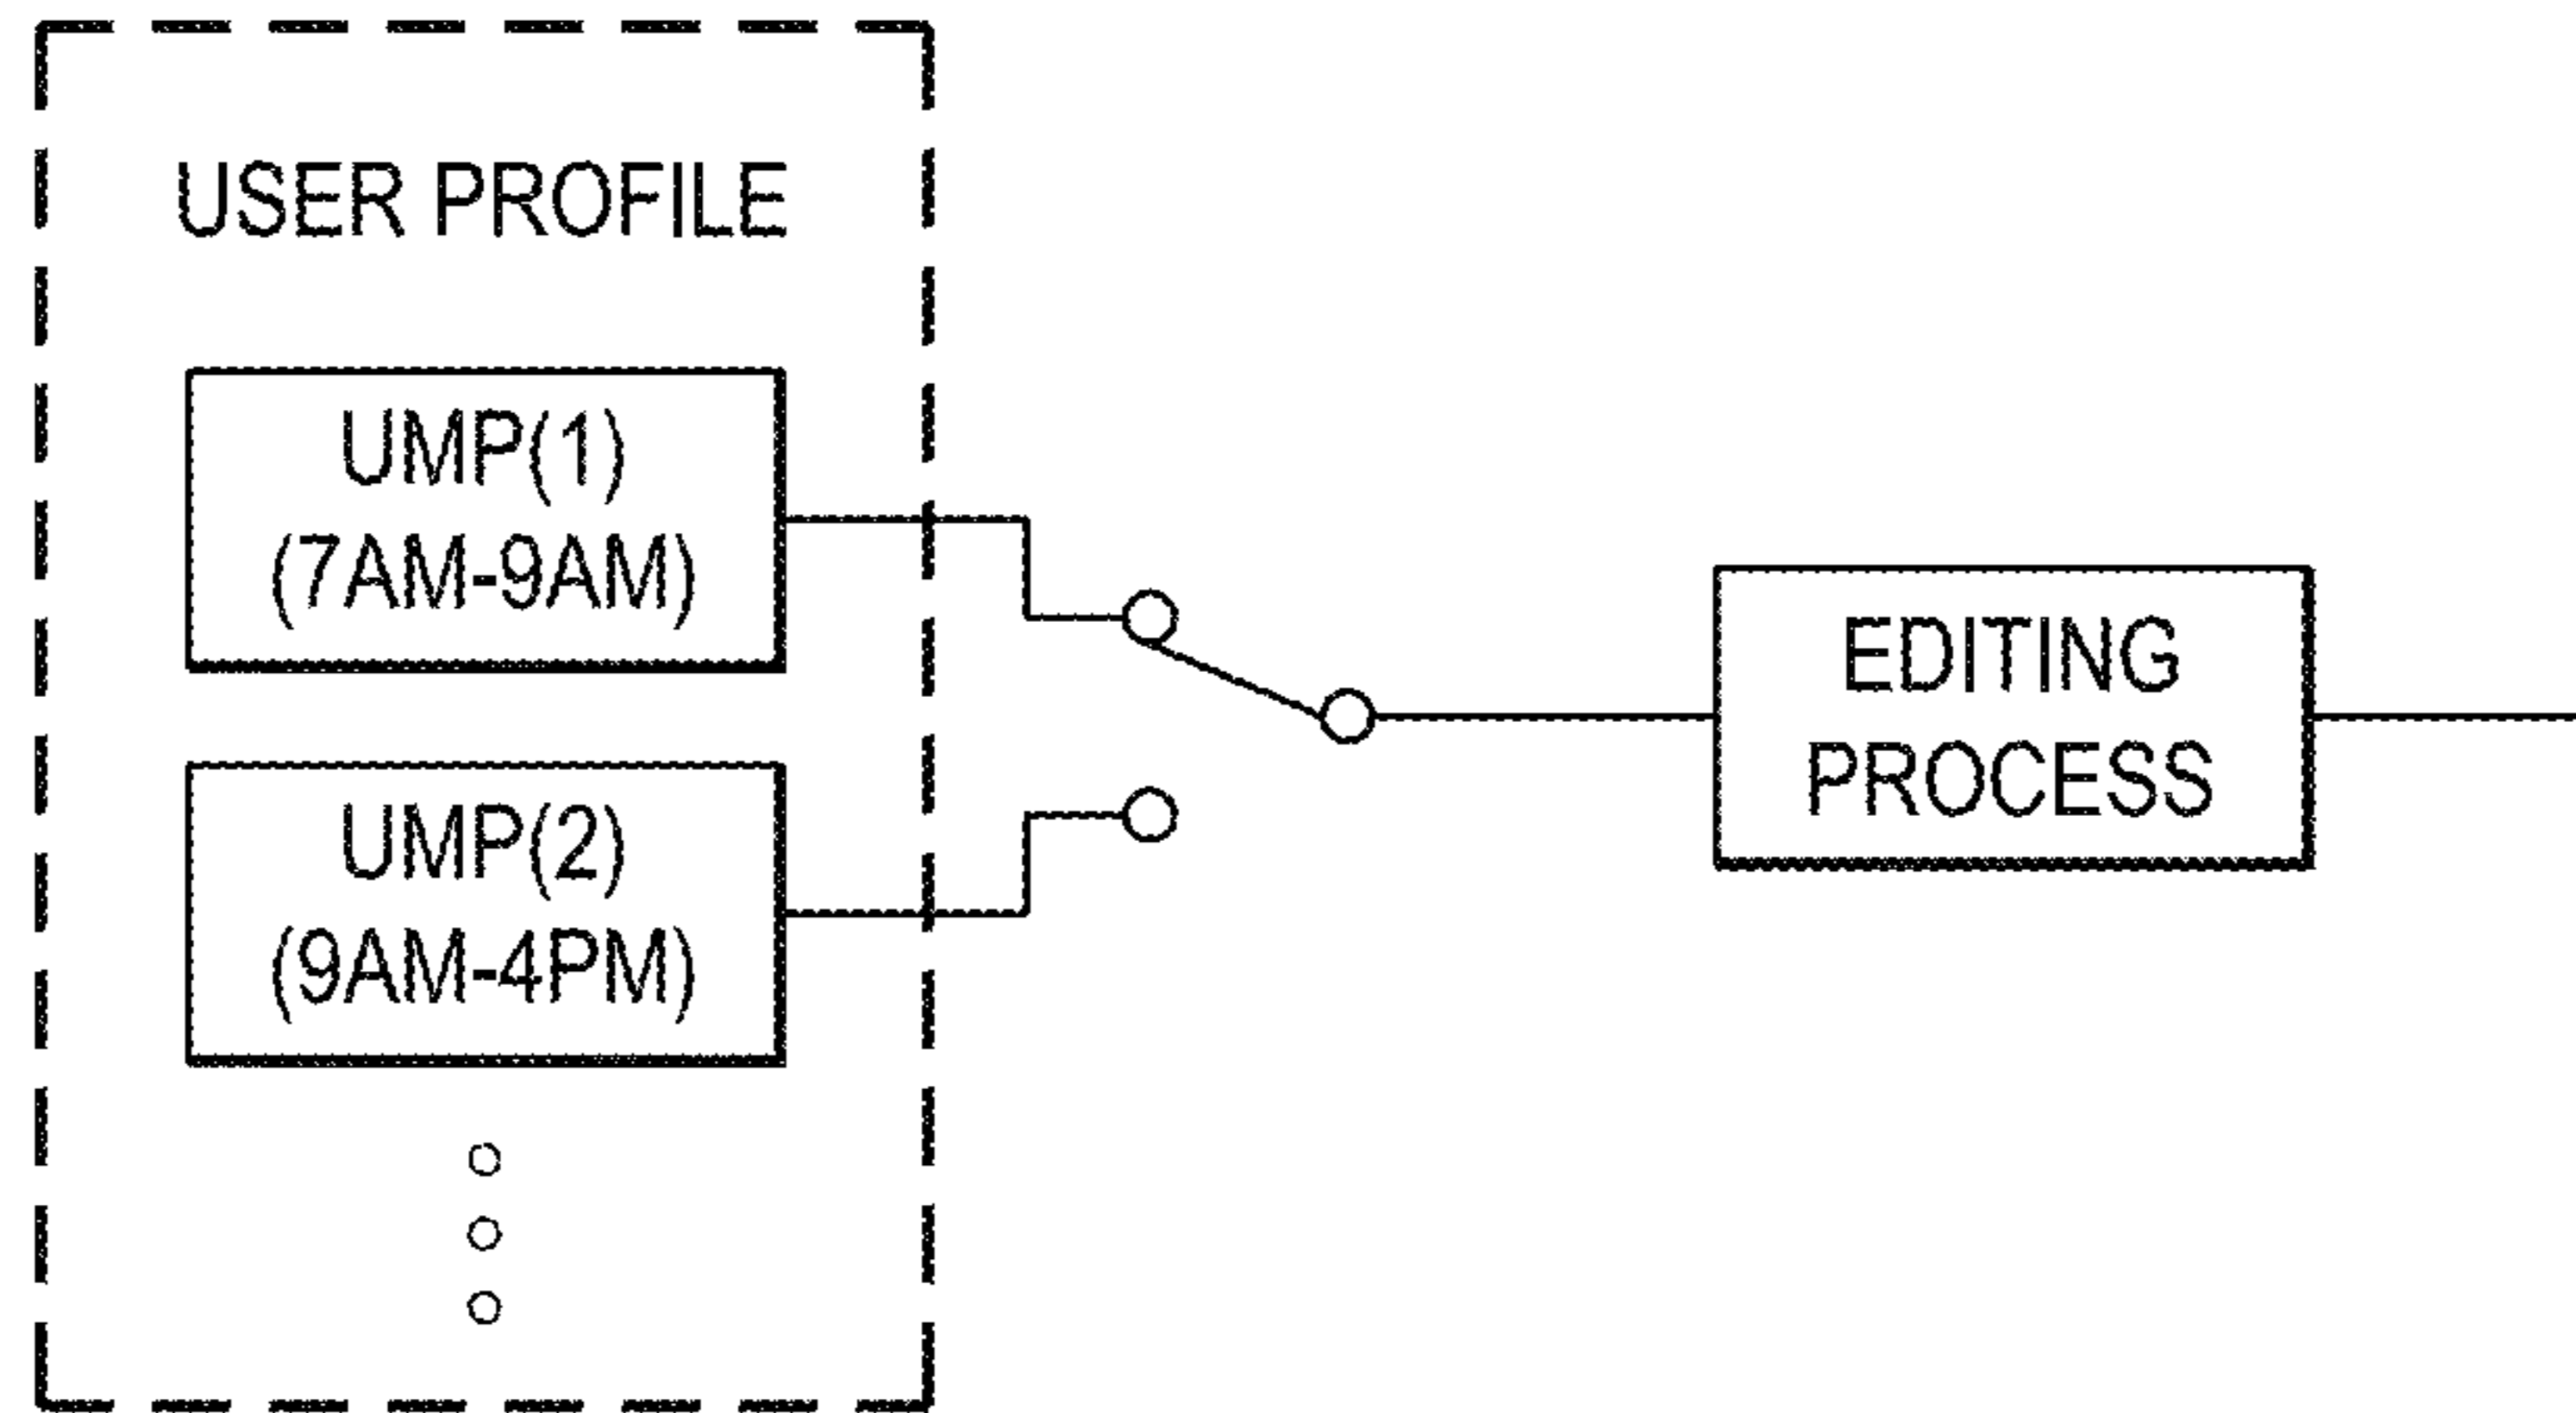 USER PROFILE
UMP(1)
(7AM-9AM)
UMP(2)
(9AM-4PM)
EDITING
PROCESS